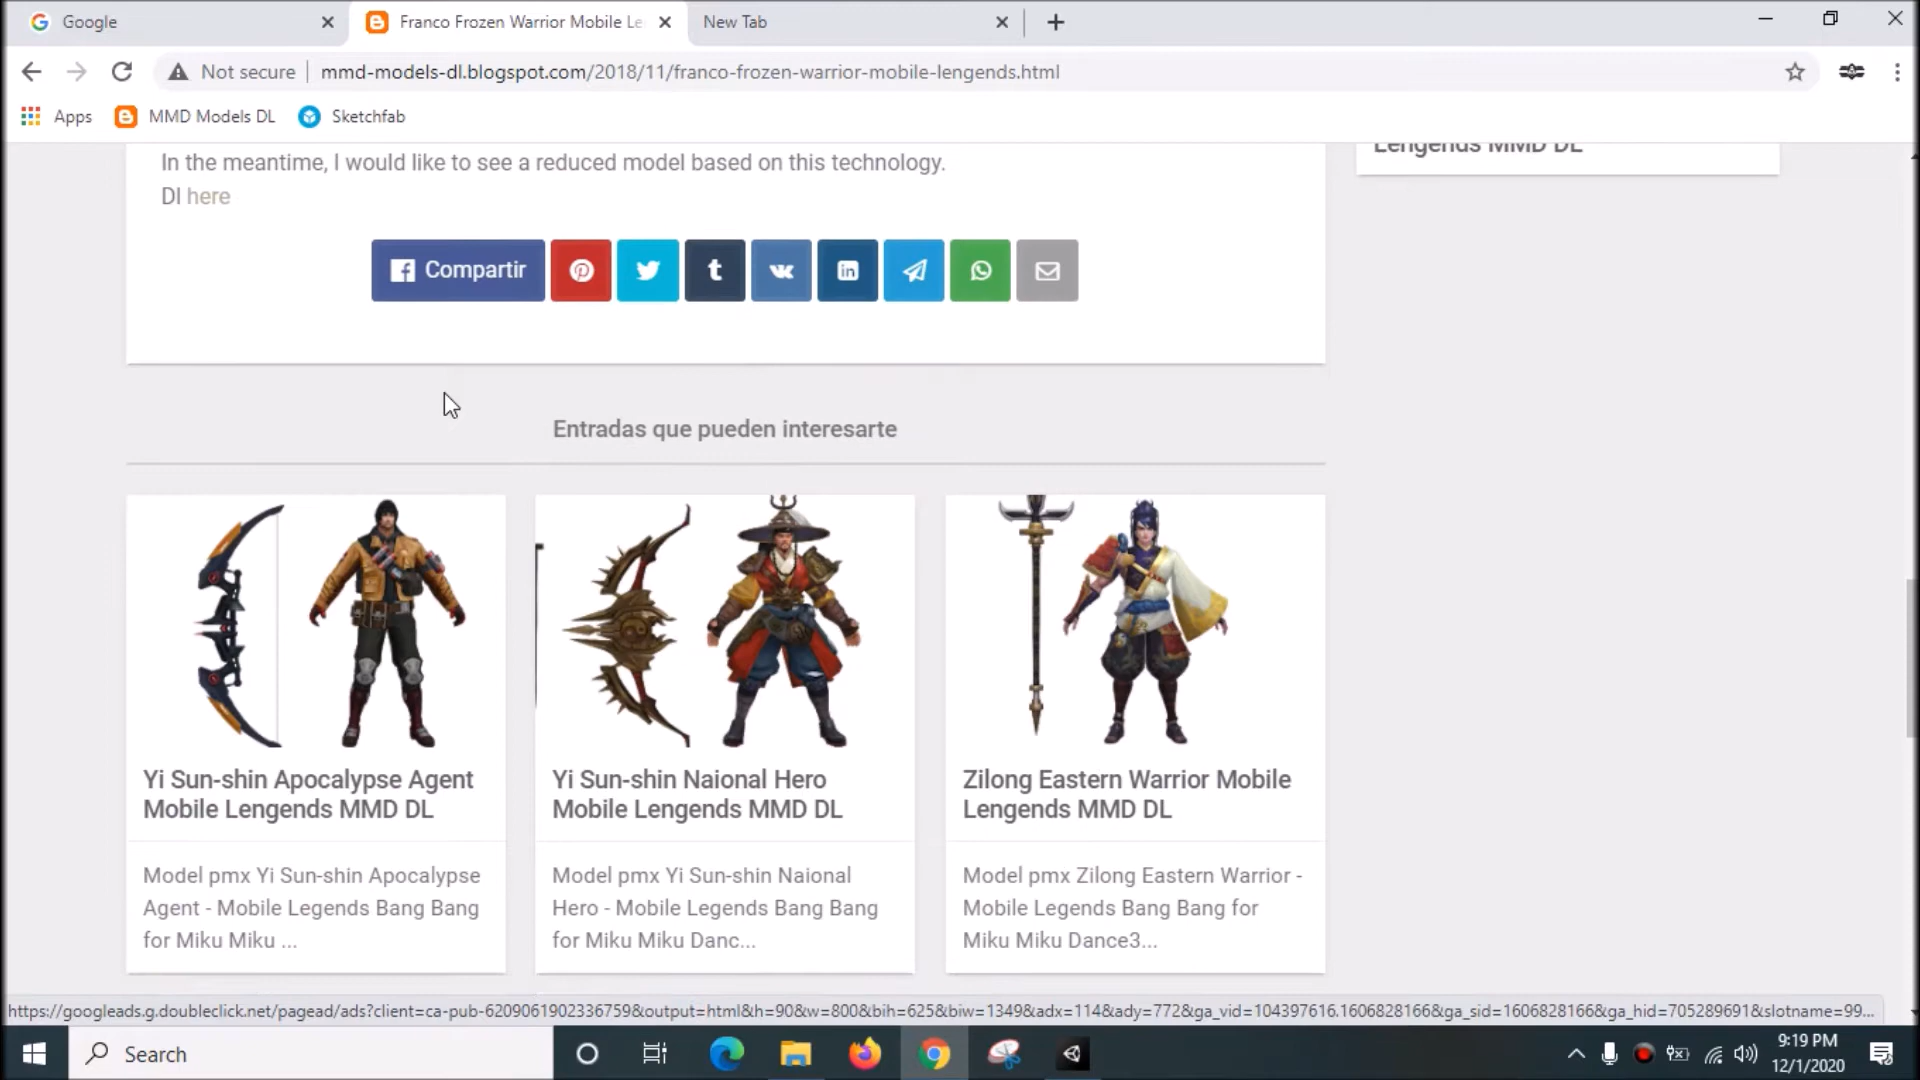 Google
Franco Frozen Warrior Mobile Le
New Tab
Not secure
mmd-models-dl.blogspot.com/2018/11/franco-frozen-warrior-mobile-lengends.html
Apps
MMD Models DL
Sketchfab
Lengends MMD DL
In the meantime, I would like to see a reduced model based on this technology.
Dl here
Compartir
Entradas que pueden interesarte
Yi Sun-shin Apocalypse Agent
Mobile Lengends MMD DL
Model pmx Yi Sun-shin Apocalypse
Agent - Mobile Legends Bang Bang
for Miku Miku ...
Yi Sun-shin Naional Hero
Mobile Lengends MMD DL
Model pmx Yi Sun-shin Naional
Hero - Mobile Legends Bang Bang
for Miku Miku Danc...
Zilong Eastern Warrior Mobile
Lengends MMD DL
Model pmx Zilong Eastern Warrior -
Mobile Legends Bang Bang for
Miku Miku Dance3...
https://googleads.g.doubleclick.net/pagead/ads?client=ca-pub-6209061902336759&output=html&h=90&w=800&bih=625&biw=1349&adx=114&ady=772&ga_vid=104397616.1606828166&ga_sid=1606828166&ga_hid=705289691&slotname=99...
Search
9:19 PM
12/1/2020